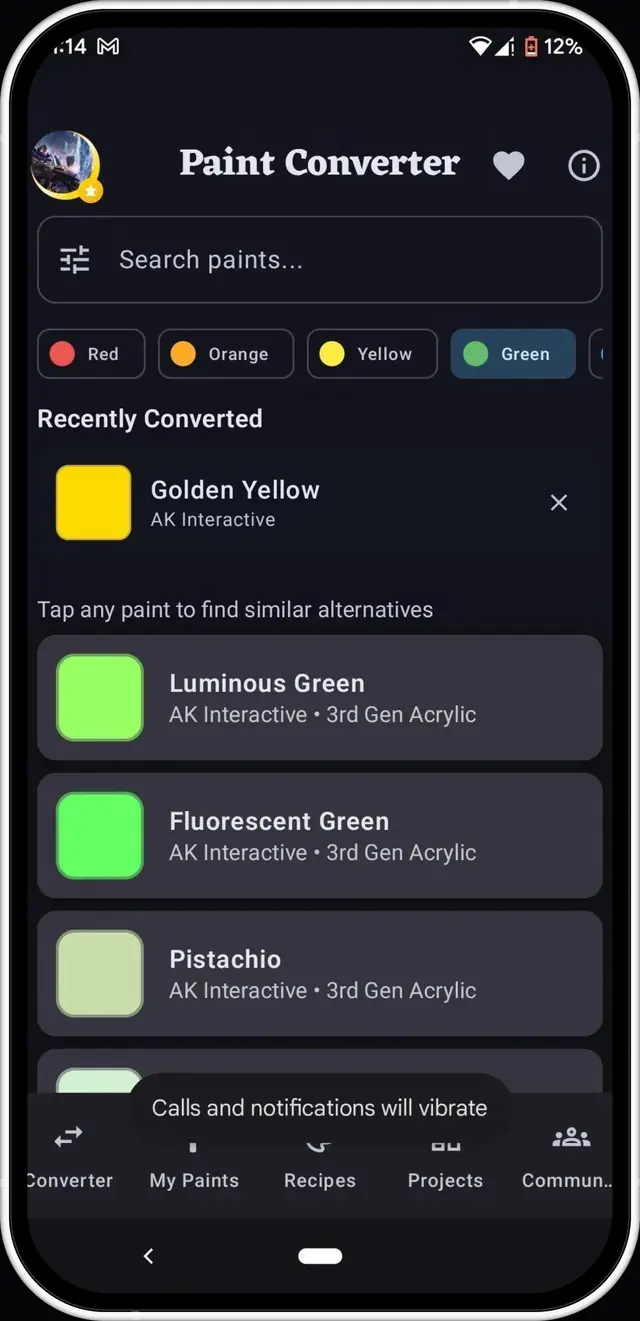 :14 12%
Paint Converter
Search paints...
Red Orange Yellow Green
Recently Converted
Golden Yellow
AK Interactive
Tap any paint to find similar alternatives
Luminous Green
AK Interactive • 3rd Gen Acrylic
Fluorescent Green
AK Interactive • 3rd Gen Acrylic
Pistachio
AK Interactive • 3rd Gen Acrylic
Calls and notifications will vibrate
Converter My Paints Recipes Projects Commun...